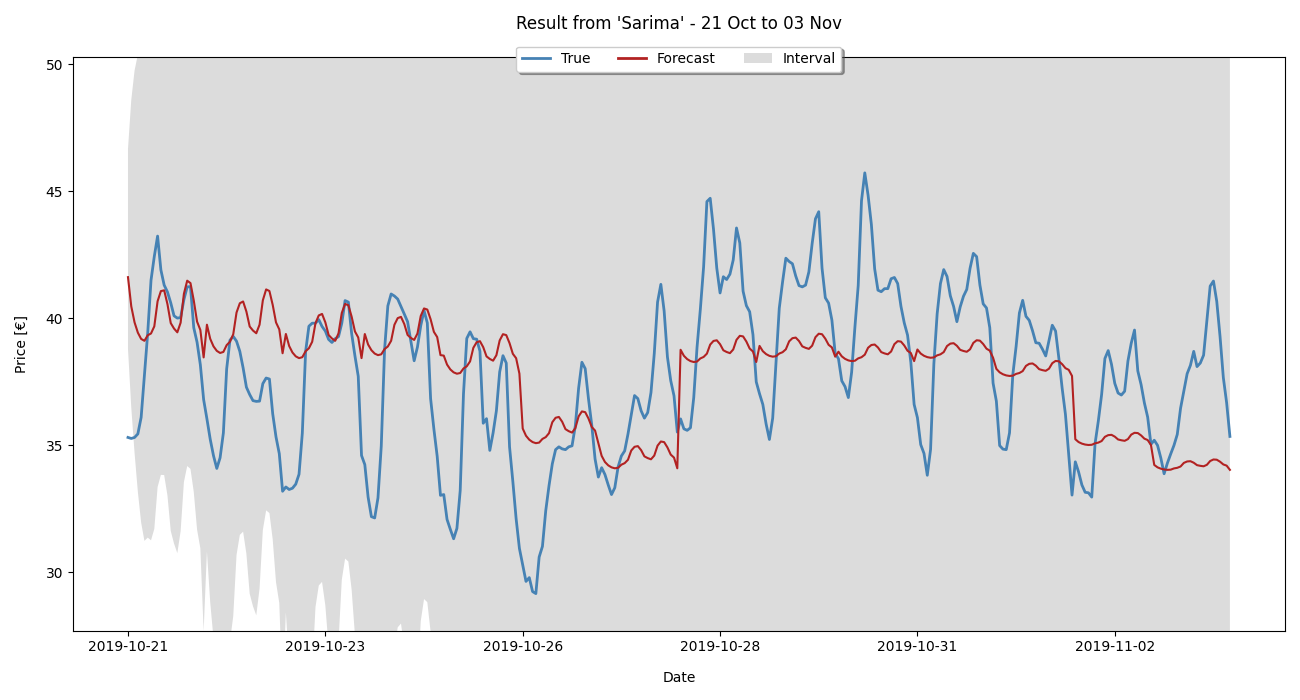 Result from 'Sarima' - 21 Oct to 03 Nov
True Forecast Interval
50
45
40
35
30
Price [€]
2019-10-21 2019-10-23 2019-10-26 2019-10-28 2019-10-31 2019-11-02
Date